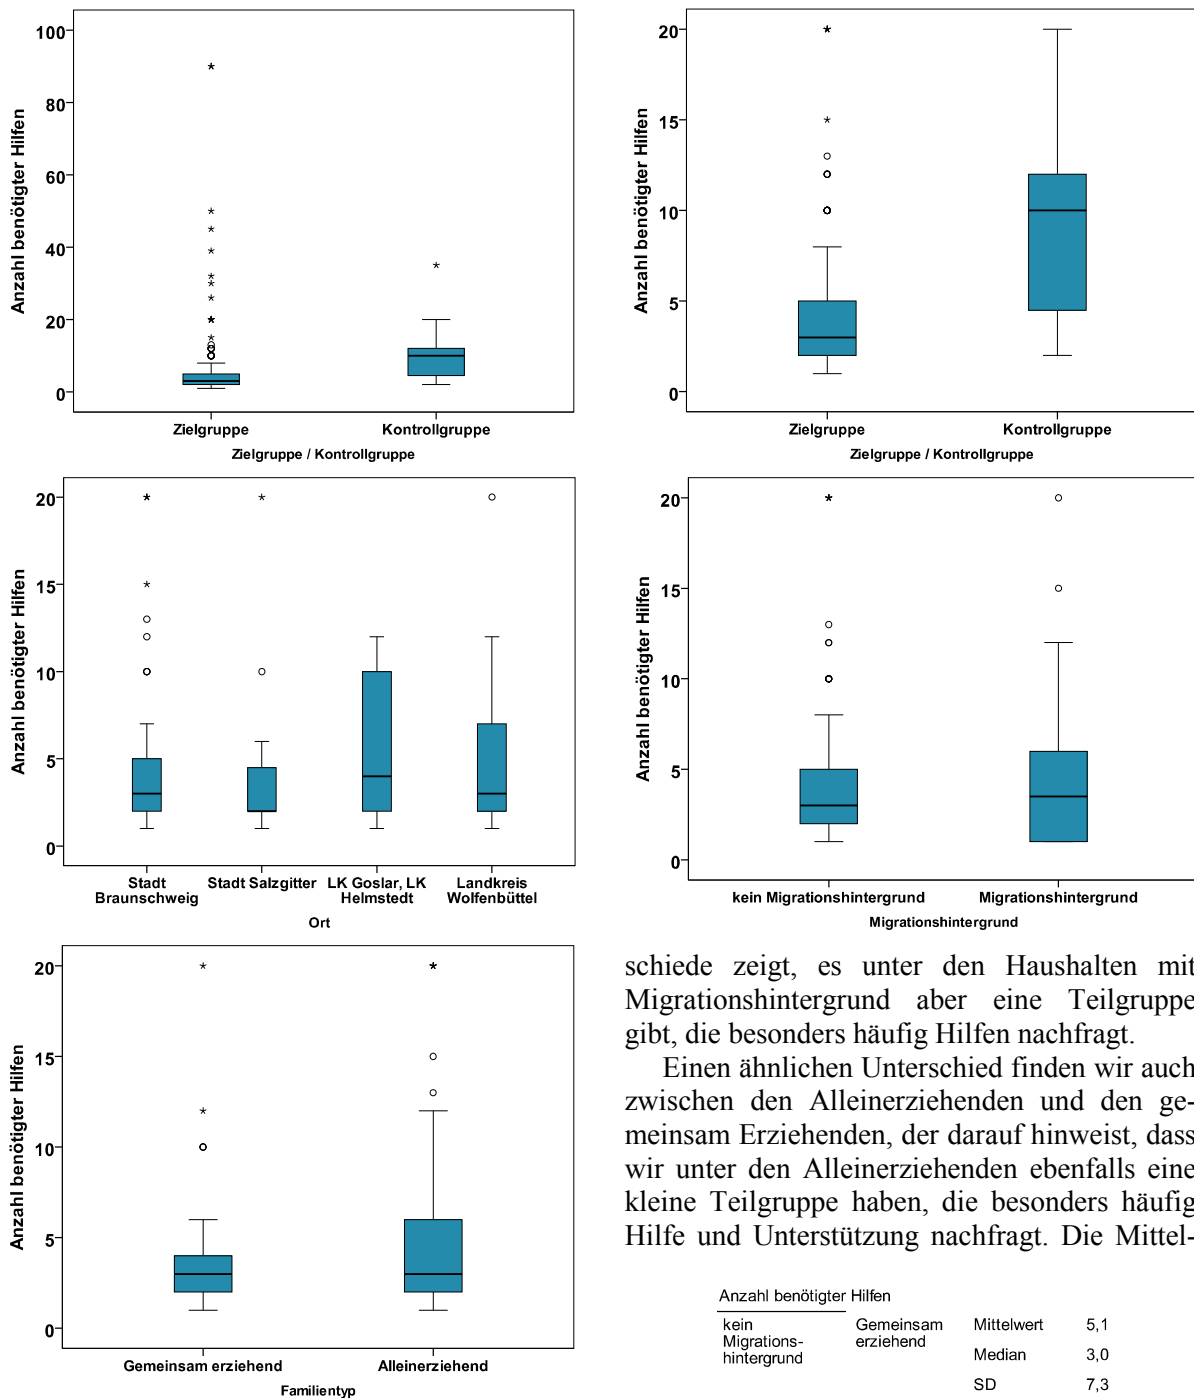 100
80
60
40
20
0
Anzahl benötigter Hilfen
Zielgruppe Kontrollgruppe
Zielgruppe / Kontrollgruppe
20
15
10
5
0
Anzahl benötigter Hilfen
Zielgruppe Kontrollgruppe
Zielgruppe / Kontrollgruppe
20
15
10
5
0
Anzahl benötigter Hilfen
Stadt Braunschweig
Stadt Salzgitter
LK Goslar, LK Helmstedt
Landkreis Wolfenbüttel
Ort
20
15
10
5
0
Anzahl benötigter Hilfen
kein Migrationshintergrund Migrationshintergrund
Migrationshintergrund
20
15
10
5
0
Anzahl benötigter Hilfen
Gemeinsam erziehend Alleinerziehend
Familientyp
schiede zeigt, es unter den Haushalten mit
Migrationshintergrund aber eine Teilgruppe
gibt, die besonders häufig Hilfen nachfragt.
Einen ähnlichen Unterschied finden wir auch
zwischen den Alleinerziehenden und den ge-
meinsam Erziehenden, der darauf hinweist, dass
wir unter den Alleinerziehenden ebenfalls eine
kleine Teilgruppe haben, die besonders häufig
Hilfe und Unterstützung nachfragt. Die Mittel-
Anzahl benötigter Hilfen
kein Gemeinsam Mittelwert 5,1
Migrations- erziehend
hintergrund Median 3,0
SD 7,3